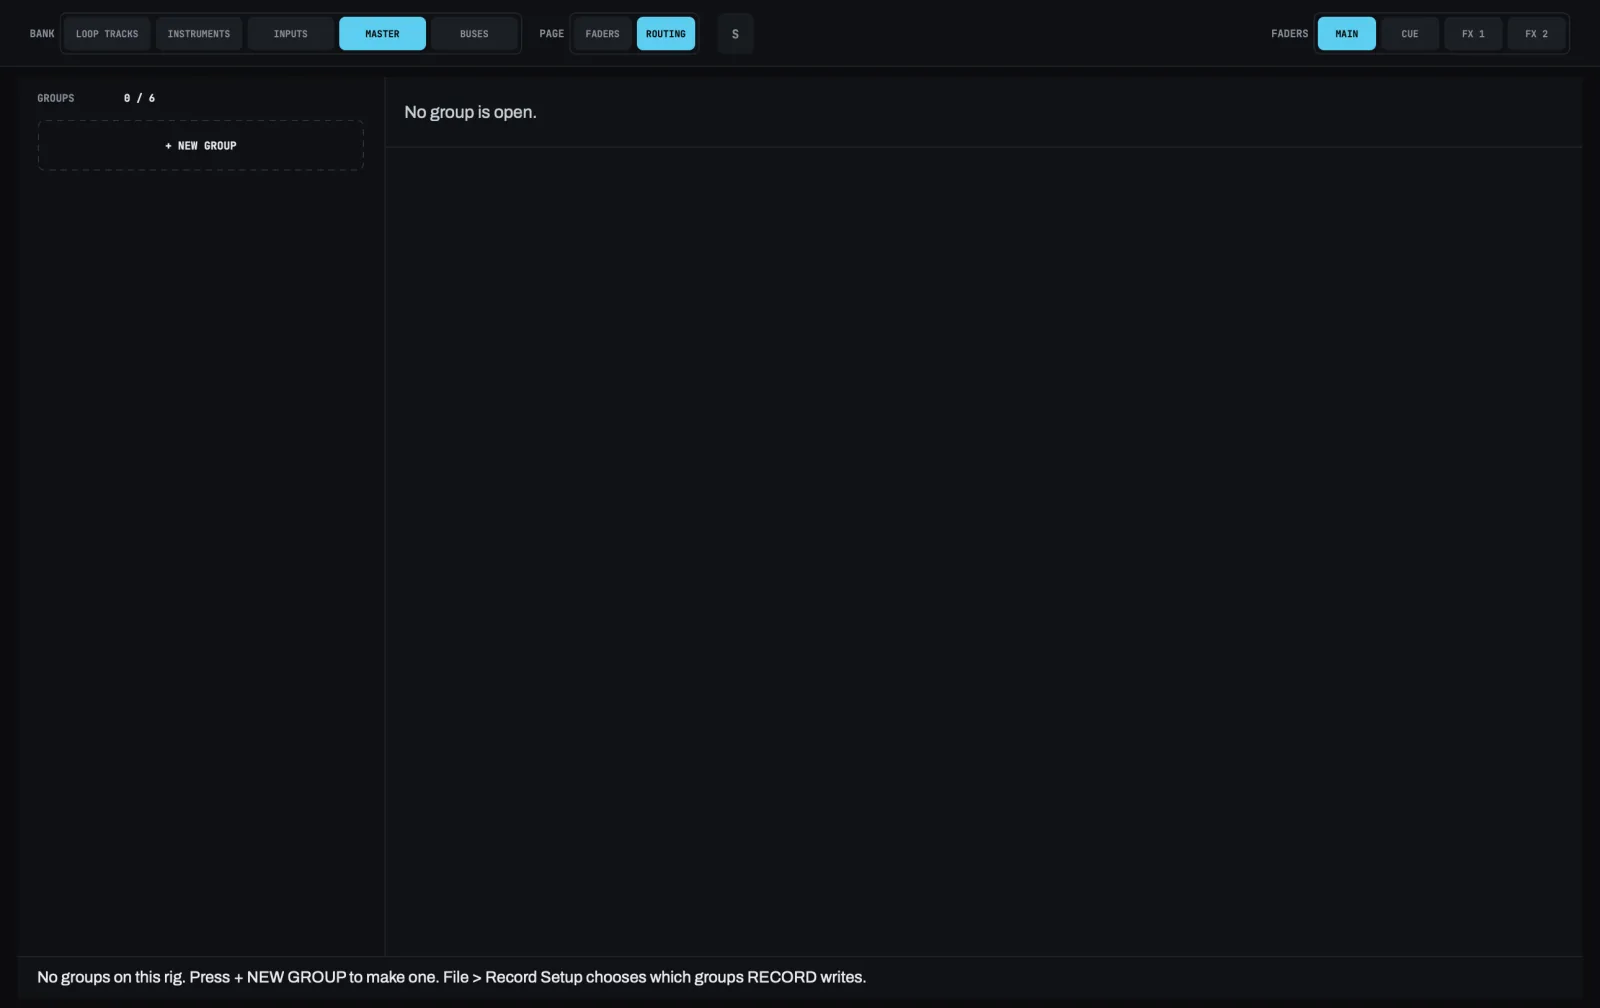 BANK LOOP TRACKS INSTRUMENTS INPUTS MASTER BUSES PAGE FADERS ROUTING S FADERS MAIN CUE FX 1 FX 2
GROUPS 0 / 6
+ NEW GROUP
No group is open.
No groups on this rig. Press + NEW GROUP to make one. File > Record Setup chooses which groups RECORD writes.